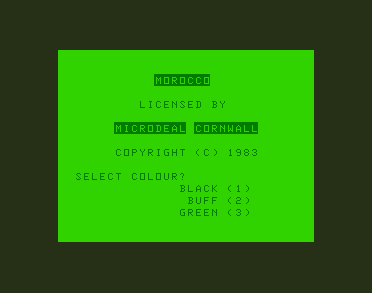 MOROCCO
LICENSED BY
MICRODEAL CORNWALL
COPYRIGHT (C) 1983
SELECT COLOUR?
BLACK (1)
BUFF (2)
GREEN (3)